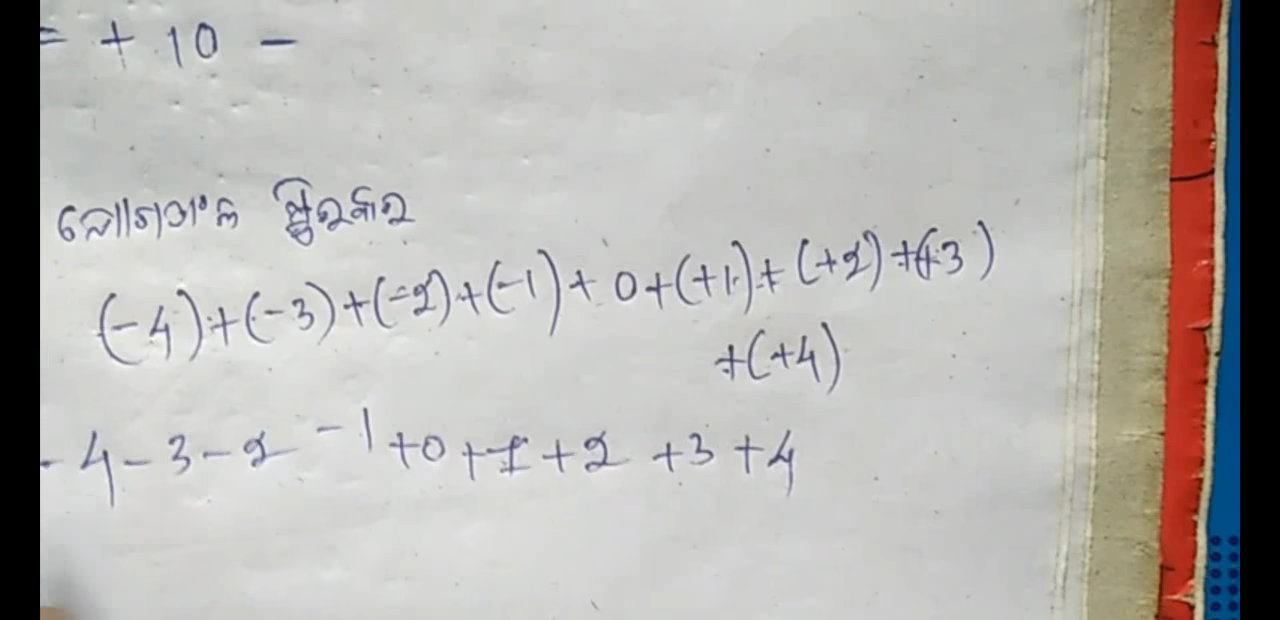 = + 10 -
ଯୋଗଫଳ ସ୍ଥିରକର
(-4)+(-3)+(-2)+(-1)+0+(+1)+(+2)+(+3)
+(+4)
- 4 - 3 - 2 - 1 + 0 + 1 + 2 + 3 + 4